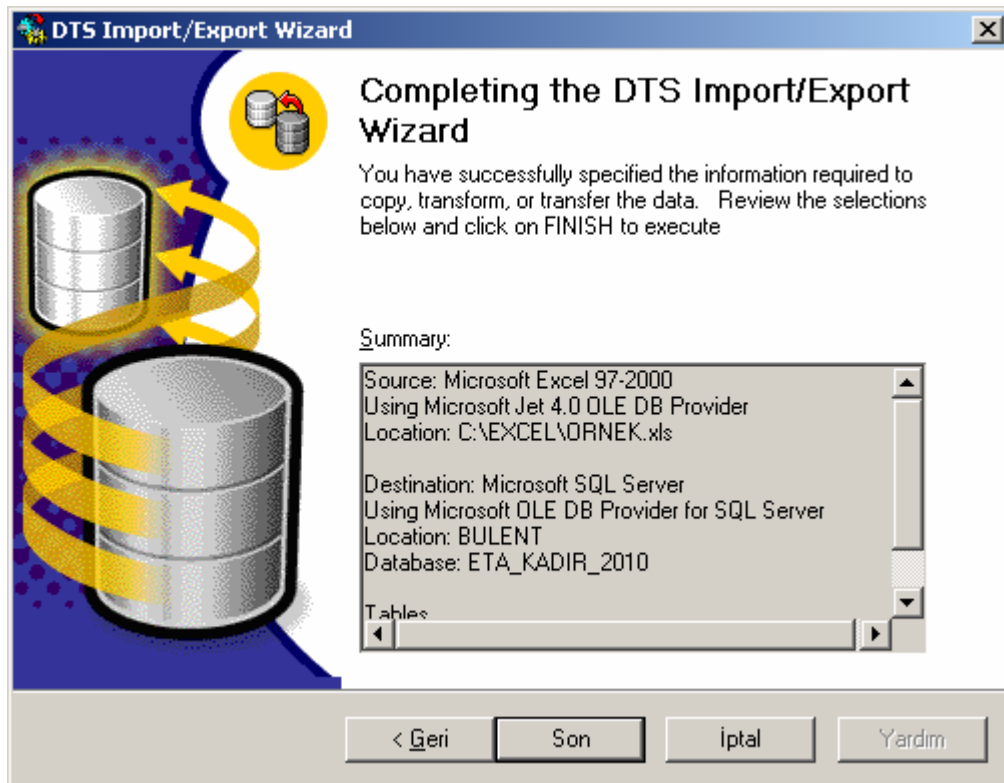 DTS Import/Export Wizard
Completing the DTS Import/Export
Wizard
You have successfully specified the information required to
copy, transform, or transfer the data. Review the selections
below and click on FINISH to execute
Summary:
Source: Microsoft Excel 97-2000
Using Microsoft Jet 4.0 OLE DB Provider
Location: C:\EXCEL\ORNEK.xls
Destination: Microsoft SQL Server
Using Microsoft OLE DB Provider for SQL Server
Location: BULENT
Database: ETA_KADIR_2010
Tables
< Geri
Son
İptal
Yardım